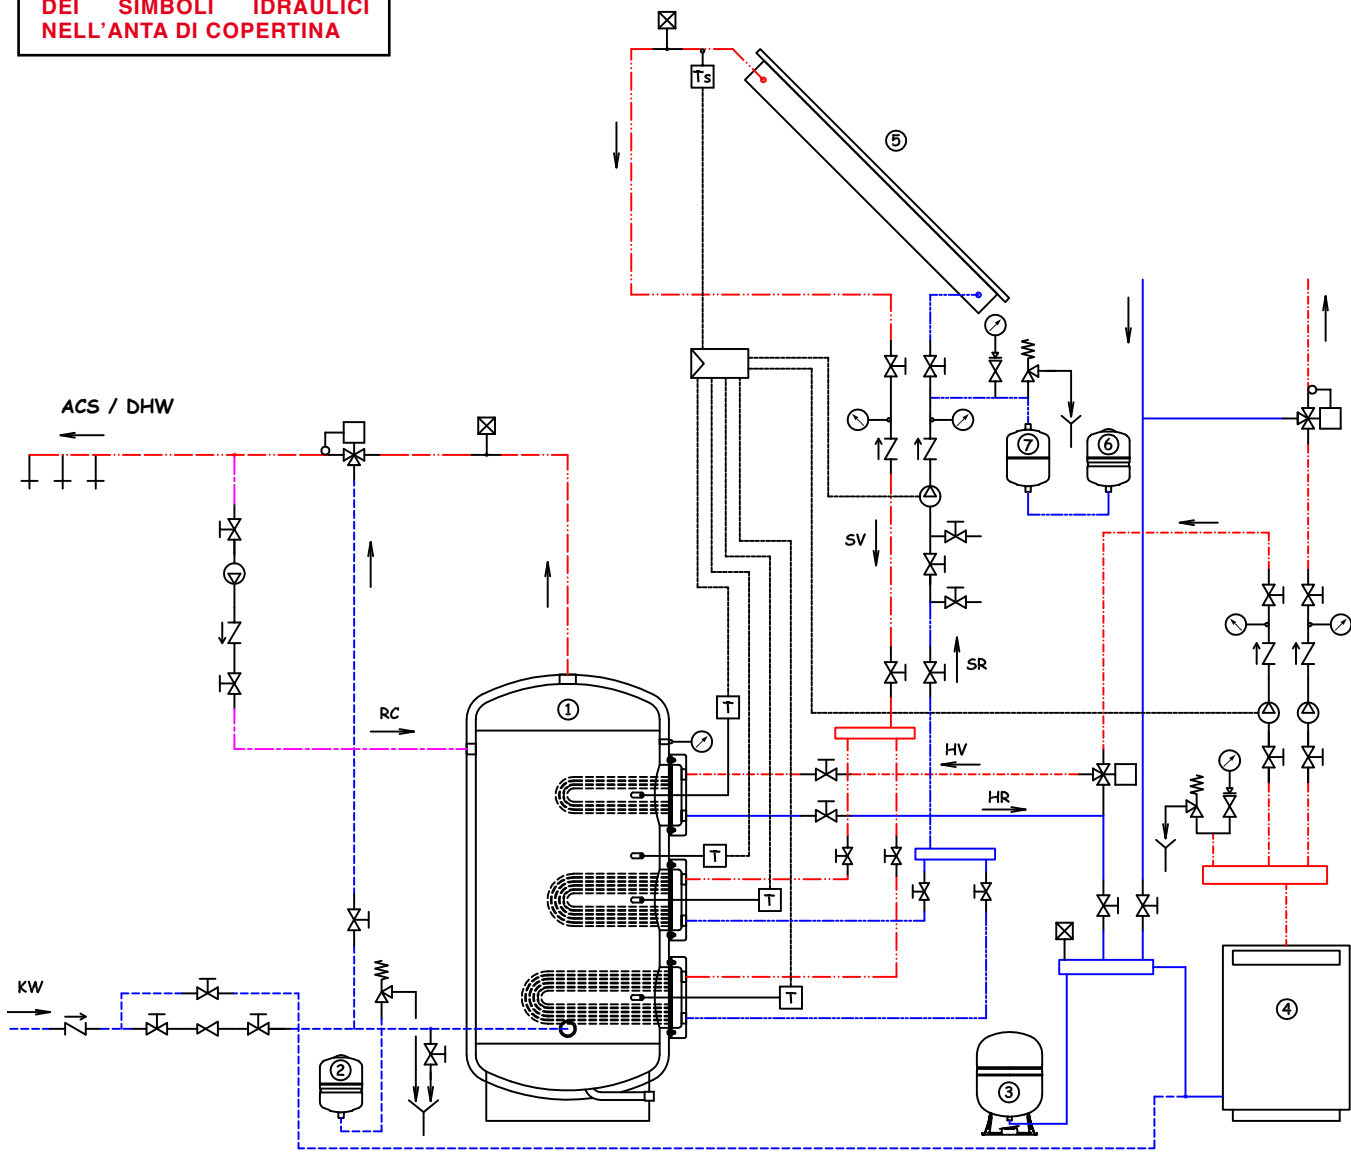 DEI SIMBOLI IDRAULICI
NELL'ANTA DI COPERTINA
Ts
5
ACS / DHW
7
6
SV
SR
T
1
RC
HV
HR
T
T
KW
T
4
2
3